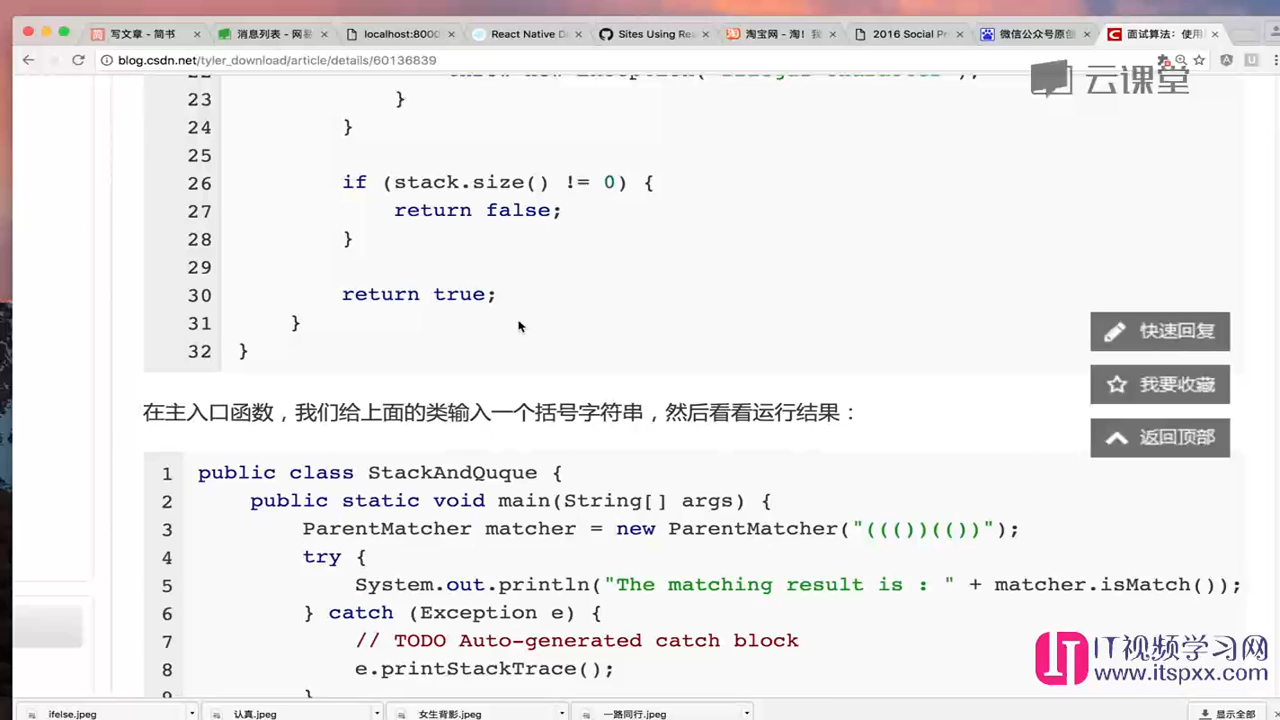 写文章 - 简书
消息列表 - 网易
localhost:8000
React Native D
Sites Using Re
淘宝网 - 淘！我
2016 Social Pr
微信公众号原创
面试算法：使用
blog.csdn.net/tyler_download/article/details/60136839
云课堂
23 }
24 }
25
26 if (stack.size() != 0) {
27 return false;
28 }
29
30 return true;
31 }
32 }
快速回复
我要收藏
返回顶部
在主入口函数，我们给上面的类输入一个括号字符串，然后看看运行结果：
1 public class StackAndQuque {
2 public static void main(String[] args) {
3 ParentMatcher matcher = new ParentMatcher("((())(())");
4 try {
5 System.out.println("The matching result is : " + matcher.isMatch());
6 } catch (Exception e) {
7 // TODO Auto-generated catch block
8 e.printStackTrace();
IT视频学习网
www.itspxx.com
ifelse.jpeg
认真.jpeg
女生背影.jpeg
一路同行.jpeg
显示全部